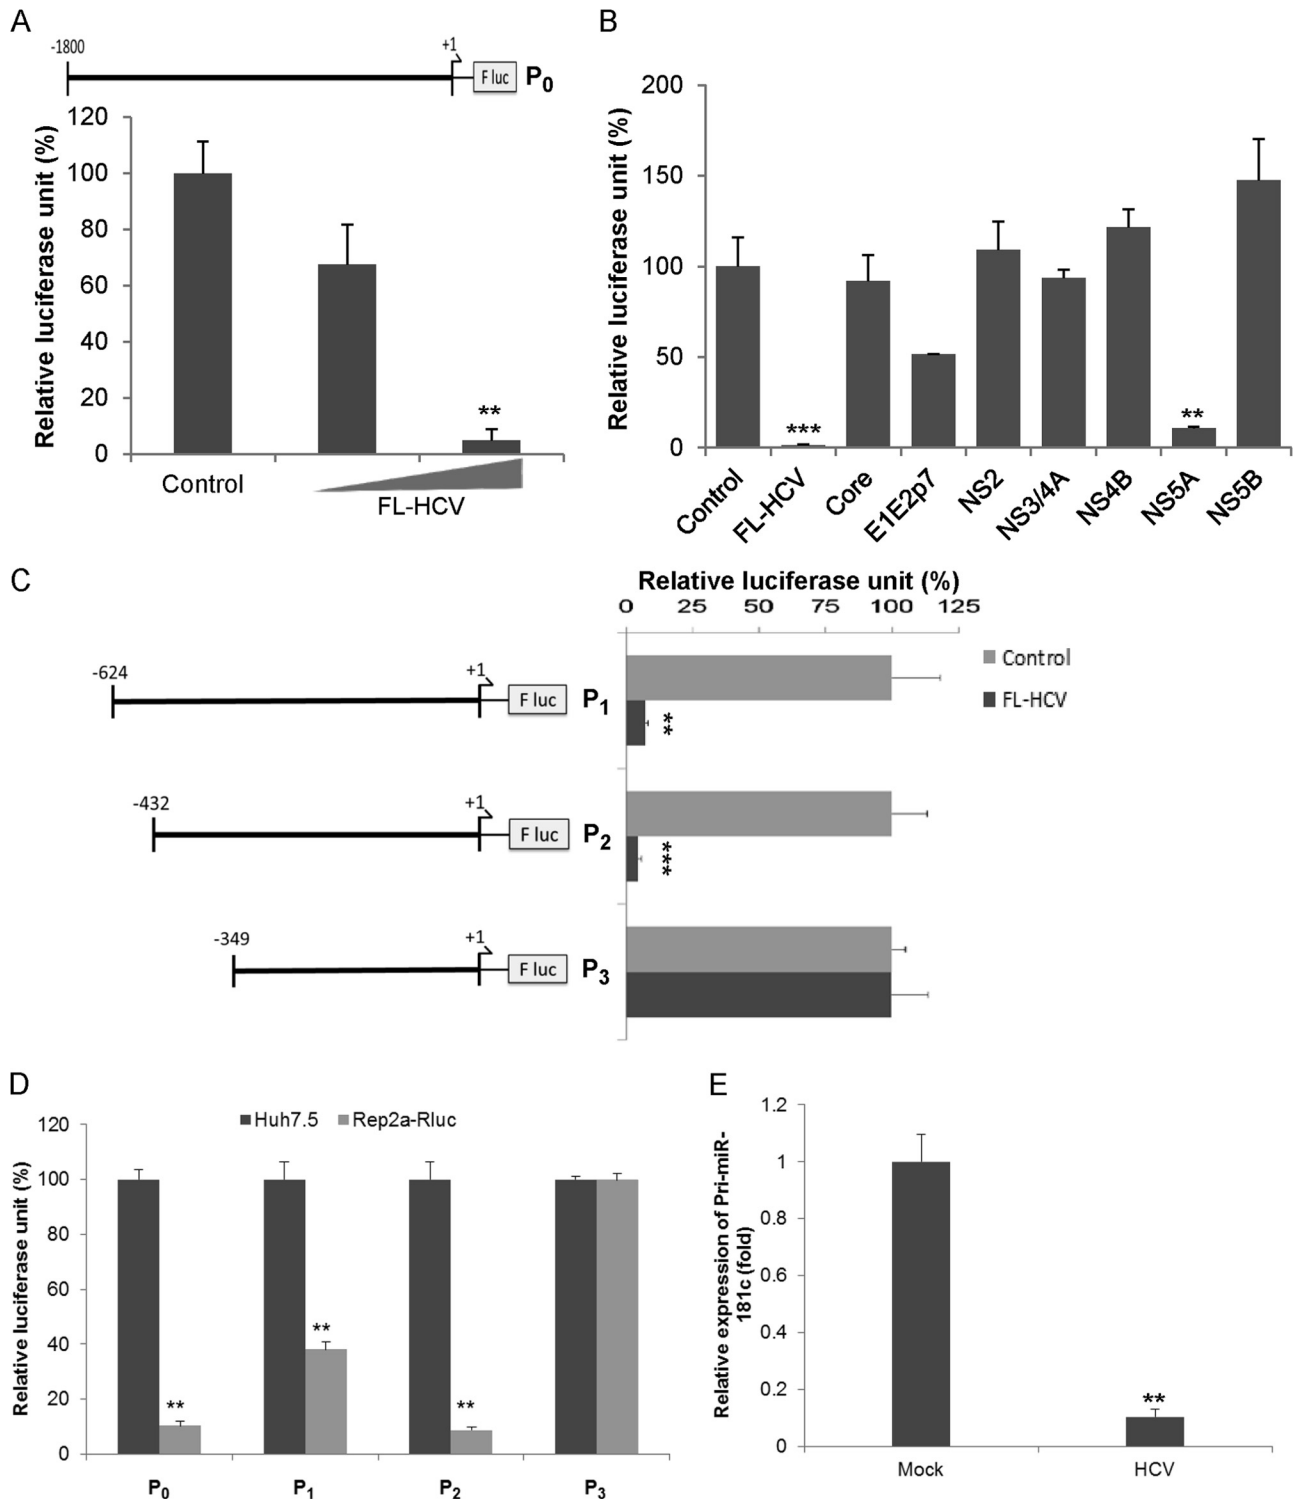 A
-1800
+1
F luc
P0
Relative luciferase unit (%)
120
100
80
60
40
20
0
**
Control
FL-HCV
B
Relative luciferase unit (%)
200
150
100
50
0
***
**
Control
FL-HCV
Core
E1E2p7
NS2
NS3/4A
NS4B
NS5A
NS5B
C
Relative luciferase unit (%)
0 25 50 75 100 125
Control
FL-HCV
-624
+1
F luc
P1
**
-432
+1
F luc
P2
***
-349
+1
F luc
P3
D
Huh7.5 Rep2a-Rluc
Relative luciferase unit (%)
120
100
80
60
40
20
0
**
**
**
P0 P1 P2 P3
E
Relative expression of Pri-miR-
181c (fold)
1.2
1
0.8
0.6
0.4
0.2
0
**
Mock HCV